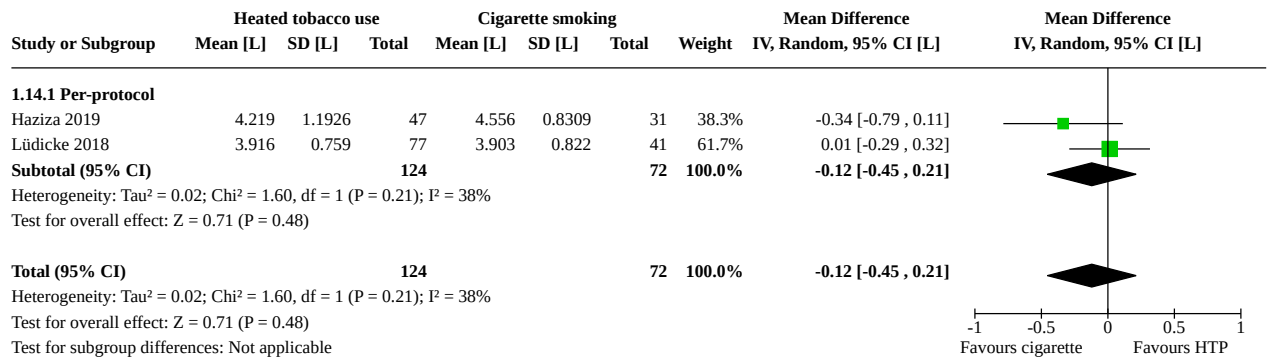 Heated tobacco use Cigarette smoking Mean Difference Mean Difference
Study or Subgroup Mean [L] SD [L] Total Mean [L] SD [L] Total Weight IV, Random, 95% CI [L] IV, Random, 95% CI [L]
1.14.1 Per-protocol
Haziza 2019 4.219 1.1926 47 4.556 0.8309 31 38.3% -0.34 [-0.79 , 0.11]
Lüdicke 2018 3.916 0.759 77 3.903 0.822 41 61.7% 0.01 [-0.29 , 0.32]
Subtotal (95% CI) 124 72 100.0% -0.12 [-0.45 , 0.21]
Heterogeneity: Tau² = 0.02; Chi² = 1.60, df = 1 (P = 0.21); I² = 38%
Test for overall effect: Z = 0.71 (P = 0.48)
Total (95% CI) 124 72 100.0% -0.12 [-0.45 , 0.21]
Heterogeneity: Tau² = 0.02; Chi² = 1.60, df = 1 (P = 0.21); I² = 38%
Test for overall effect: Z = 0.71 (P = 0.48)
-1 -0.5 0 0.5 1
Test for subgroup differences: Not applicable
Favours cigarette Favours HTP